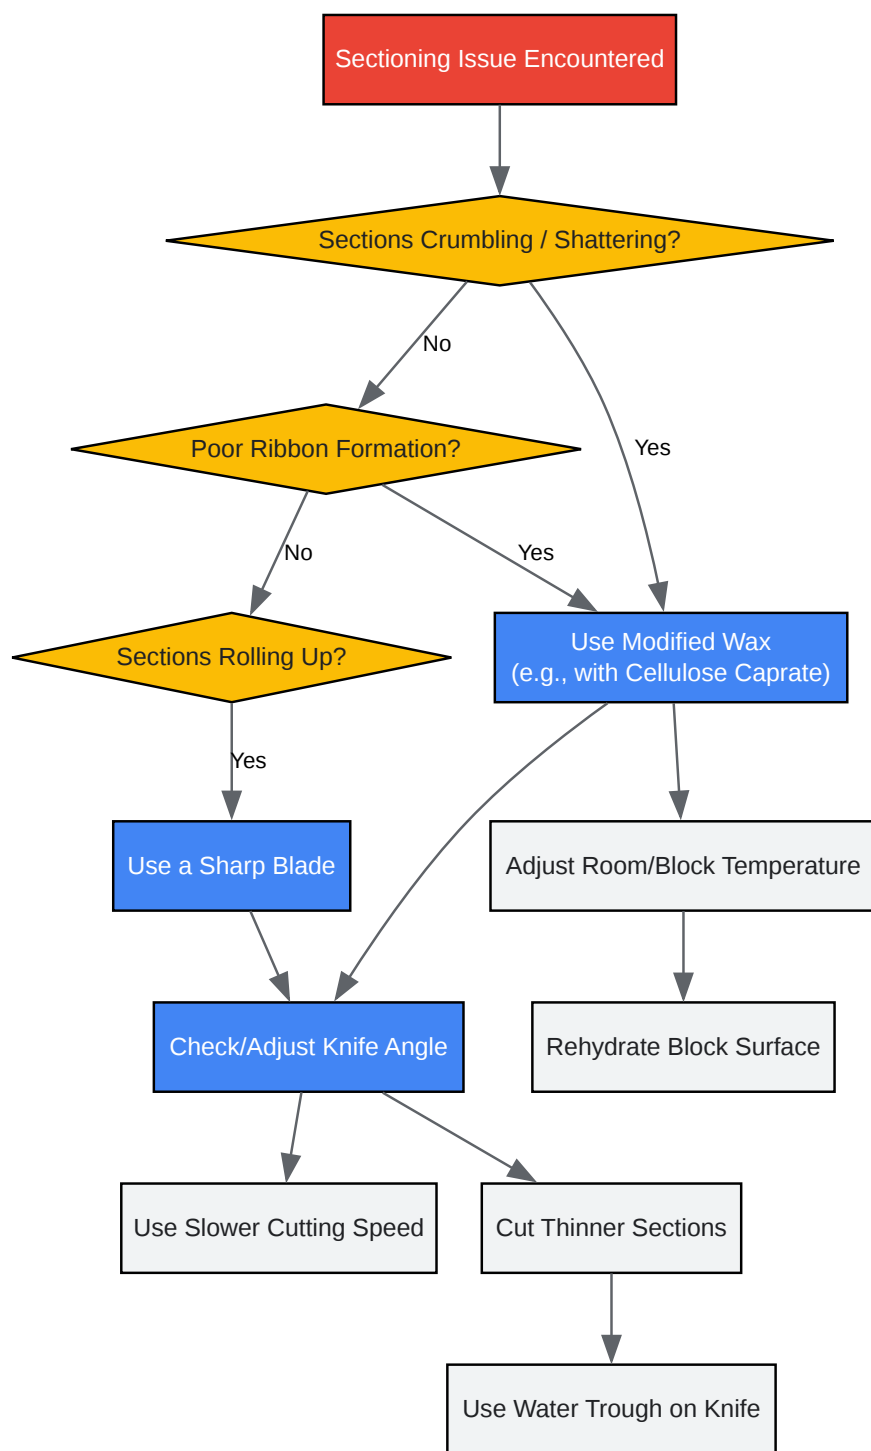 Sectioning Issue Encountered
Sections Crumbling / Shattering?
No
Poor Ribbon Formation?
Yes
No
Yes
Sections Rolling Up?
Use Modified Wax
(e.g., with Cellulose Caprate)
Yes
Use a Sharp Blade
Adjust Room/Block Temperature
Check/Adjust Knife Angle
Rehydrate Block Surface
Use Slower Cutting Speed
Cut Thinner Sections
Use Water Trough on Knife